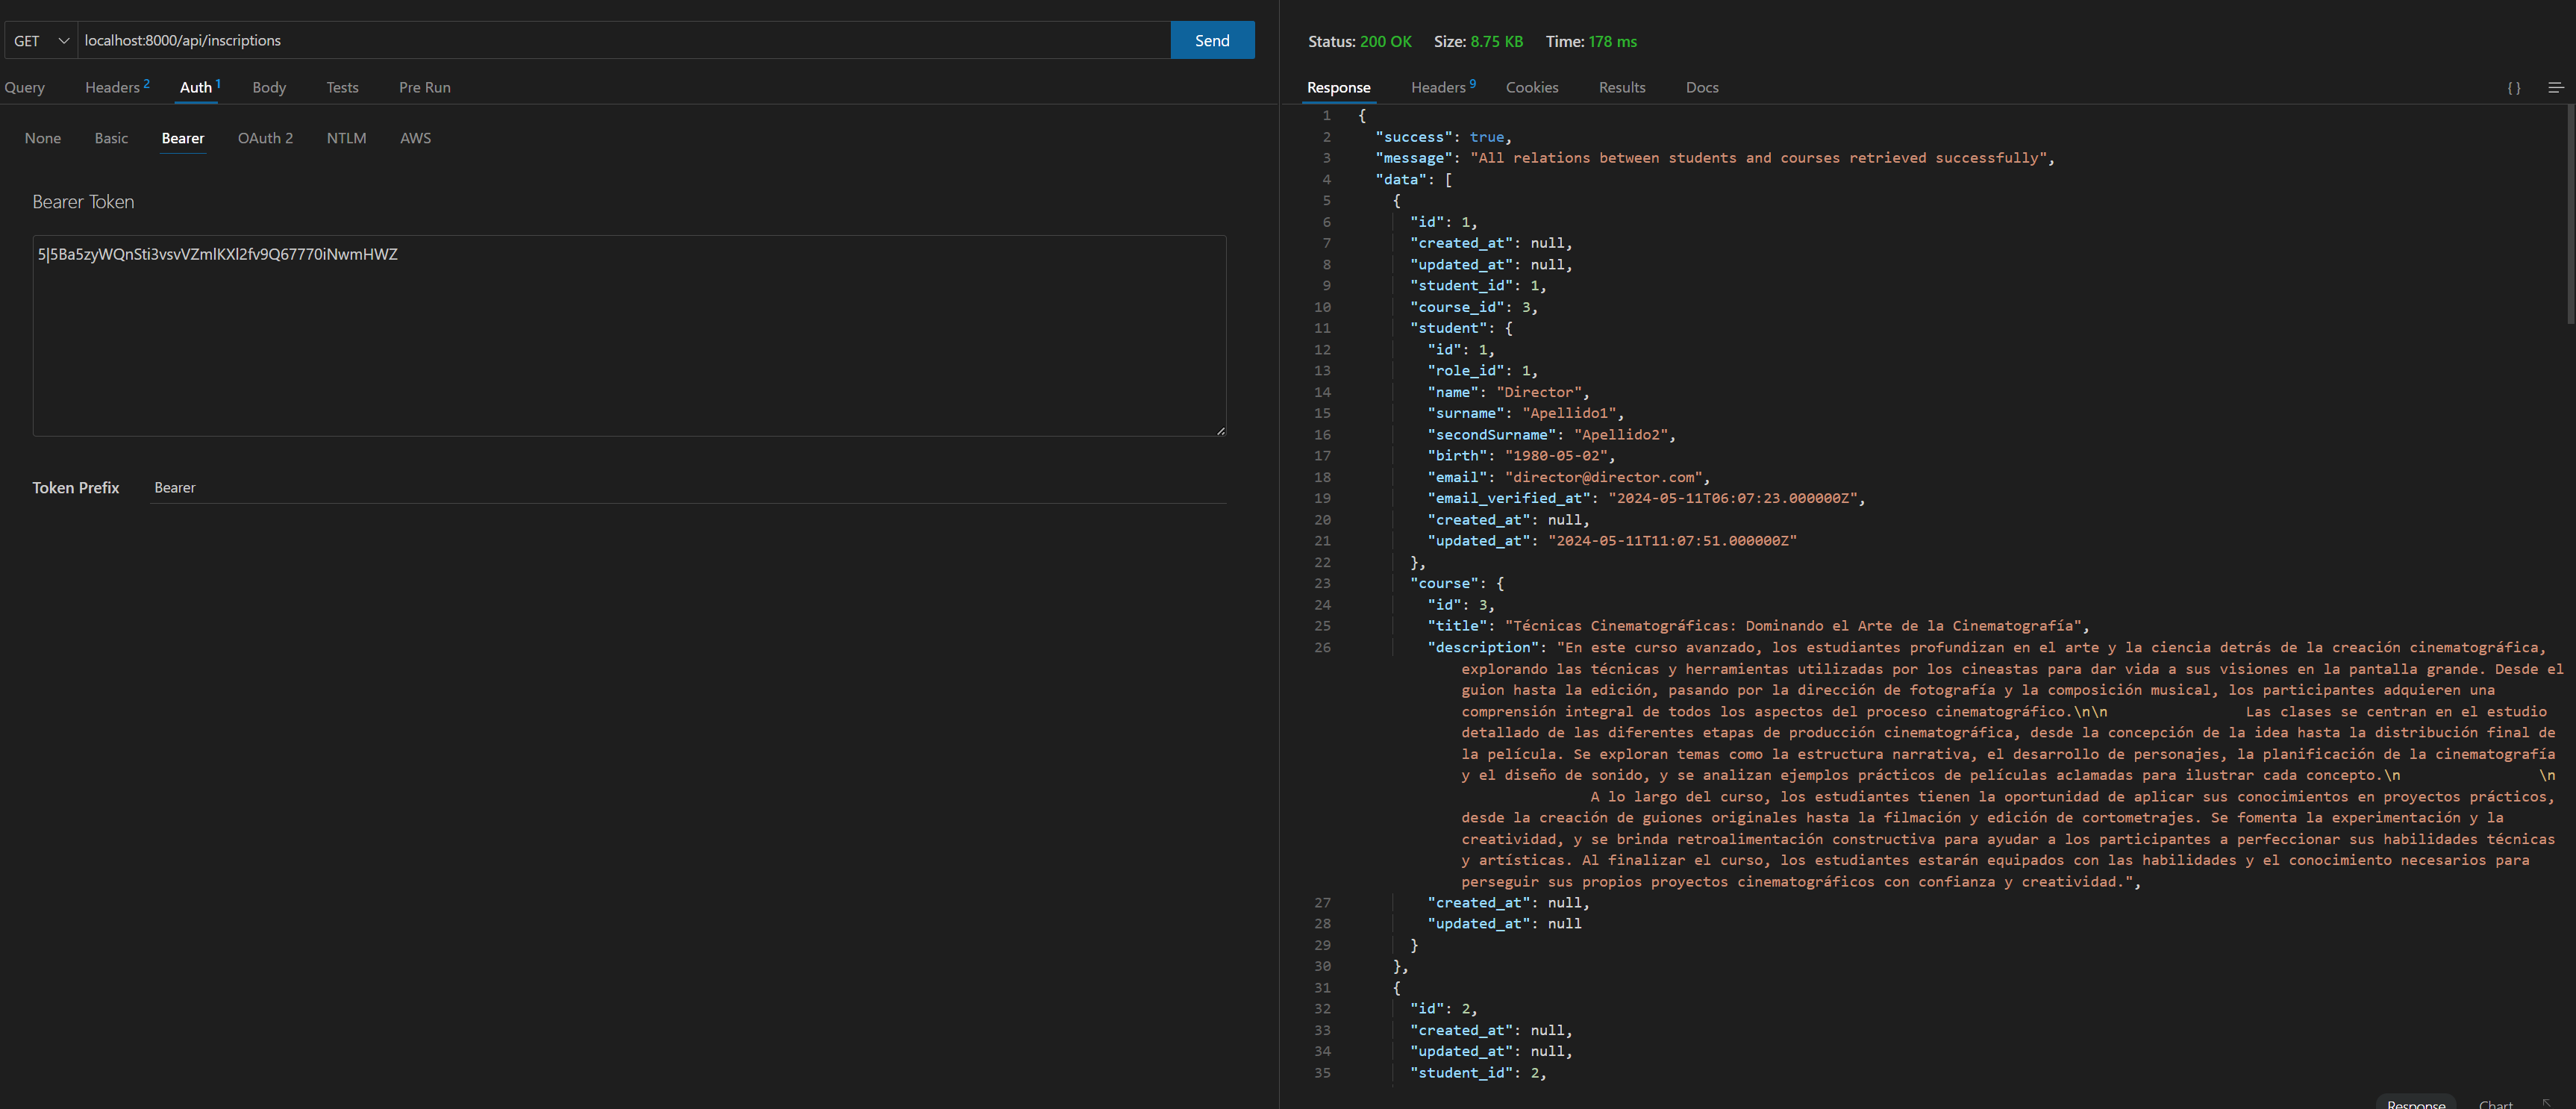 GET localhost:8000/api/inscriptions Send
Query Headers 2 Auth 1 Body Tests Pre Run
None Basic Bearer OAuth 2 NTLM AWS
Bearer Token
5|5Ba5zyWQnSti3vsvVZmlKXl2fv9Q67770iNwmHWZ
Token Prefix Bearer
Status: 200 OK Size: 8.75 KB Time: 178 ms
Response Headers 9 Cookies Results Docs { }
1 {
2 "success": true,
3 "message": "All relations between students and courses retrieved successfully",
4 "data": [
5 {
6 "id": 1,
7 "created_at": null,
8 "updated_at": null,
9 "student_id": 1,
10 "course_id": 3,
11 "student": {
12 "id": 1,
13 "role_id": 1,
14 "name": "Director",
15 "surname": "Apellido1",
16 "secondSurname": "Apellido2",
17 "birth": "1980-05-02",
18 "email": "director@director.com",
19 "email_verified_at": "2024-05-11T06:07:23.000000Z",
20 "created_at": null,
21 "updated_at": "2024-05-11T11:07:51.000000Z"
22 },
23 "course": {
24 "id": 3,
25 "title": "Técnicas Cinematográficas: Dominando el Arte de la Cinematografía",
26 "description": "En este curso avanzado, los estudiantes profundizan en el arte y la ciencia detrás de la creación cinematográfica,
explorando las técnicas y herramientas utilizadas por los cineastas para dar vida a sus visiones en la pantalla grande. Desde el
guion hasta la edición, pasando por la dirección de fotografía y la composición musical, los participantes adquieren una
comprensión integral de todos los aspectos del proceso cinematográfico.\n\n Las clases se centran en el estudio
detallado de las diferentes etapas de producción cinematográfica, desde la concepción de la idea hasta la distribución final de
la película. Se exploran temas como la estructura narrativa, el desarrollo de personajes, la planificación de la cinematografía
y el diseño de sonido, y se analizan ejemplos prácticos de películas aclamadas para ilustrar cada concepto.\n \n
A lo largo del curso, los estudiantes tienen la oportunidad de aplicar sus conocimientos en proyectos prácticos,
desde la creación de guiones originales hasta la filmación y edición de cortometrajes. Se fomenta la experimentación y la
creatividad, y se brinda retroalimentación constructiva para ayudar a los participantes a perfeccionar sus habilidades técnicas
y artísticas. Al finalizar el curso, los estudiantes estarán equipados con las habilidades y el conocimiento necesarios para
perseguir sus propios proyectos cinematográficos con confianza y creatividad.",
27 "created_at": null,
28 "updated_at": null
29 }
30 },
31 {
32 "id": 2,
33 "created_at": null,
34 "updated_at": null,
35 "student_id": 2,
Response Chart